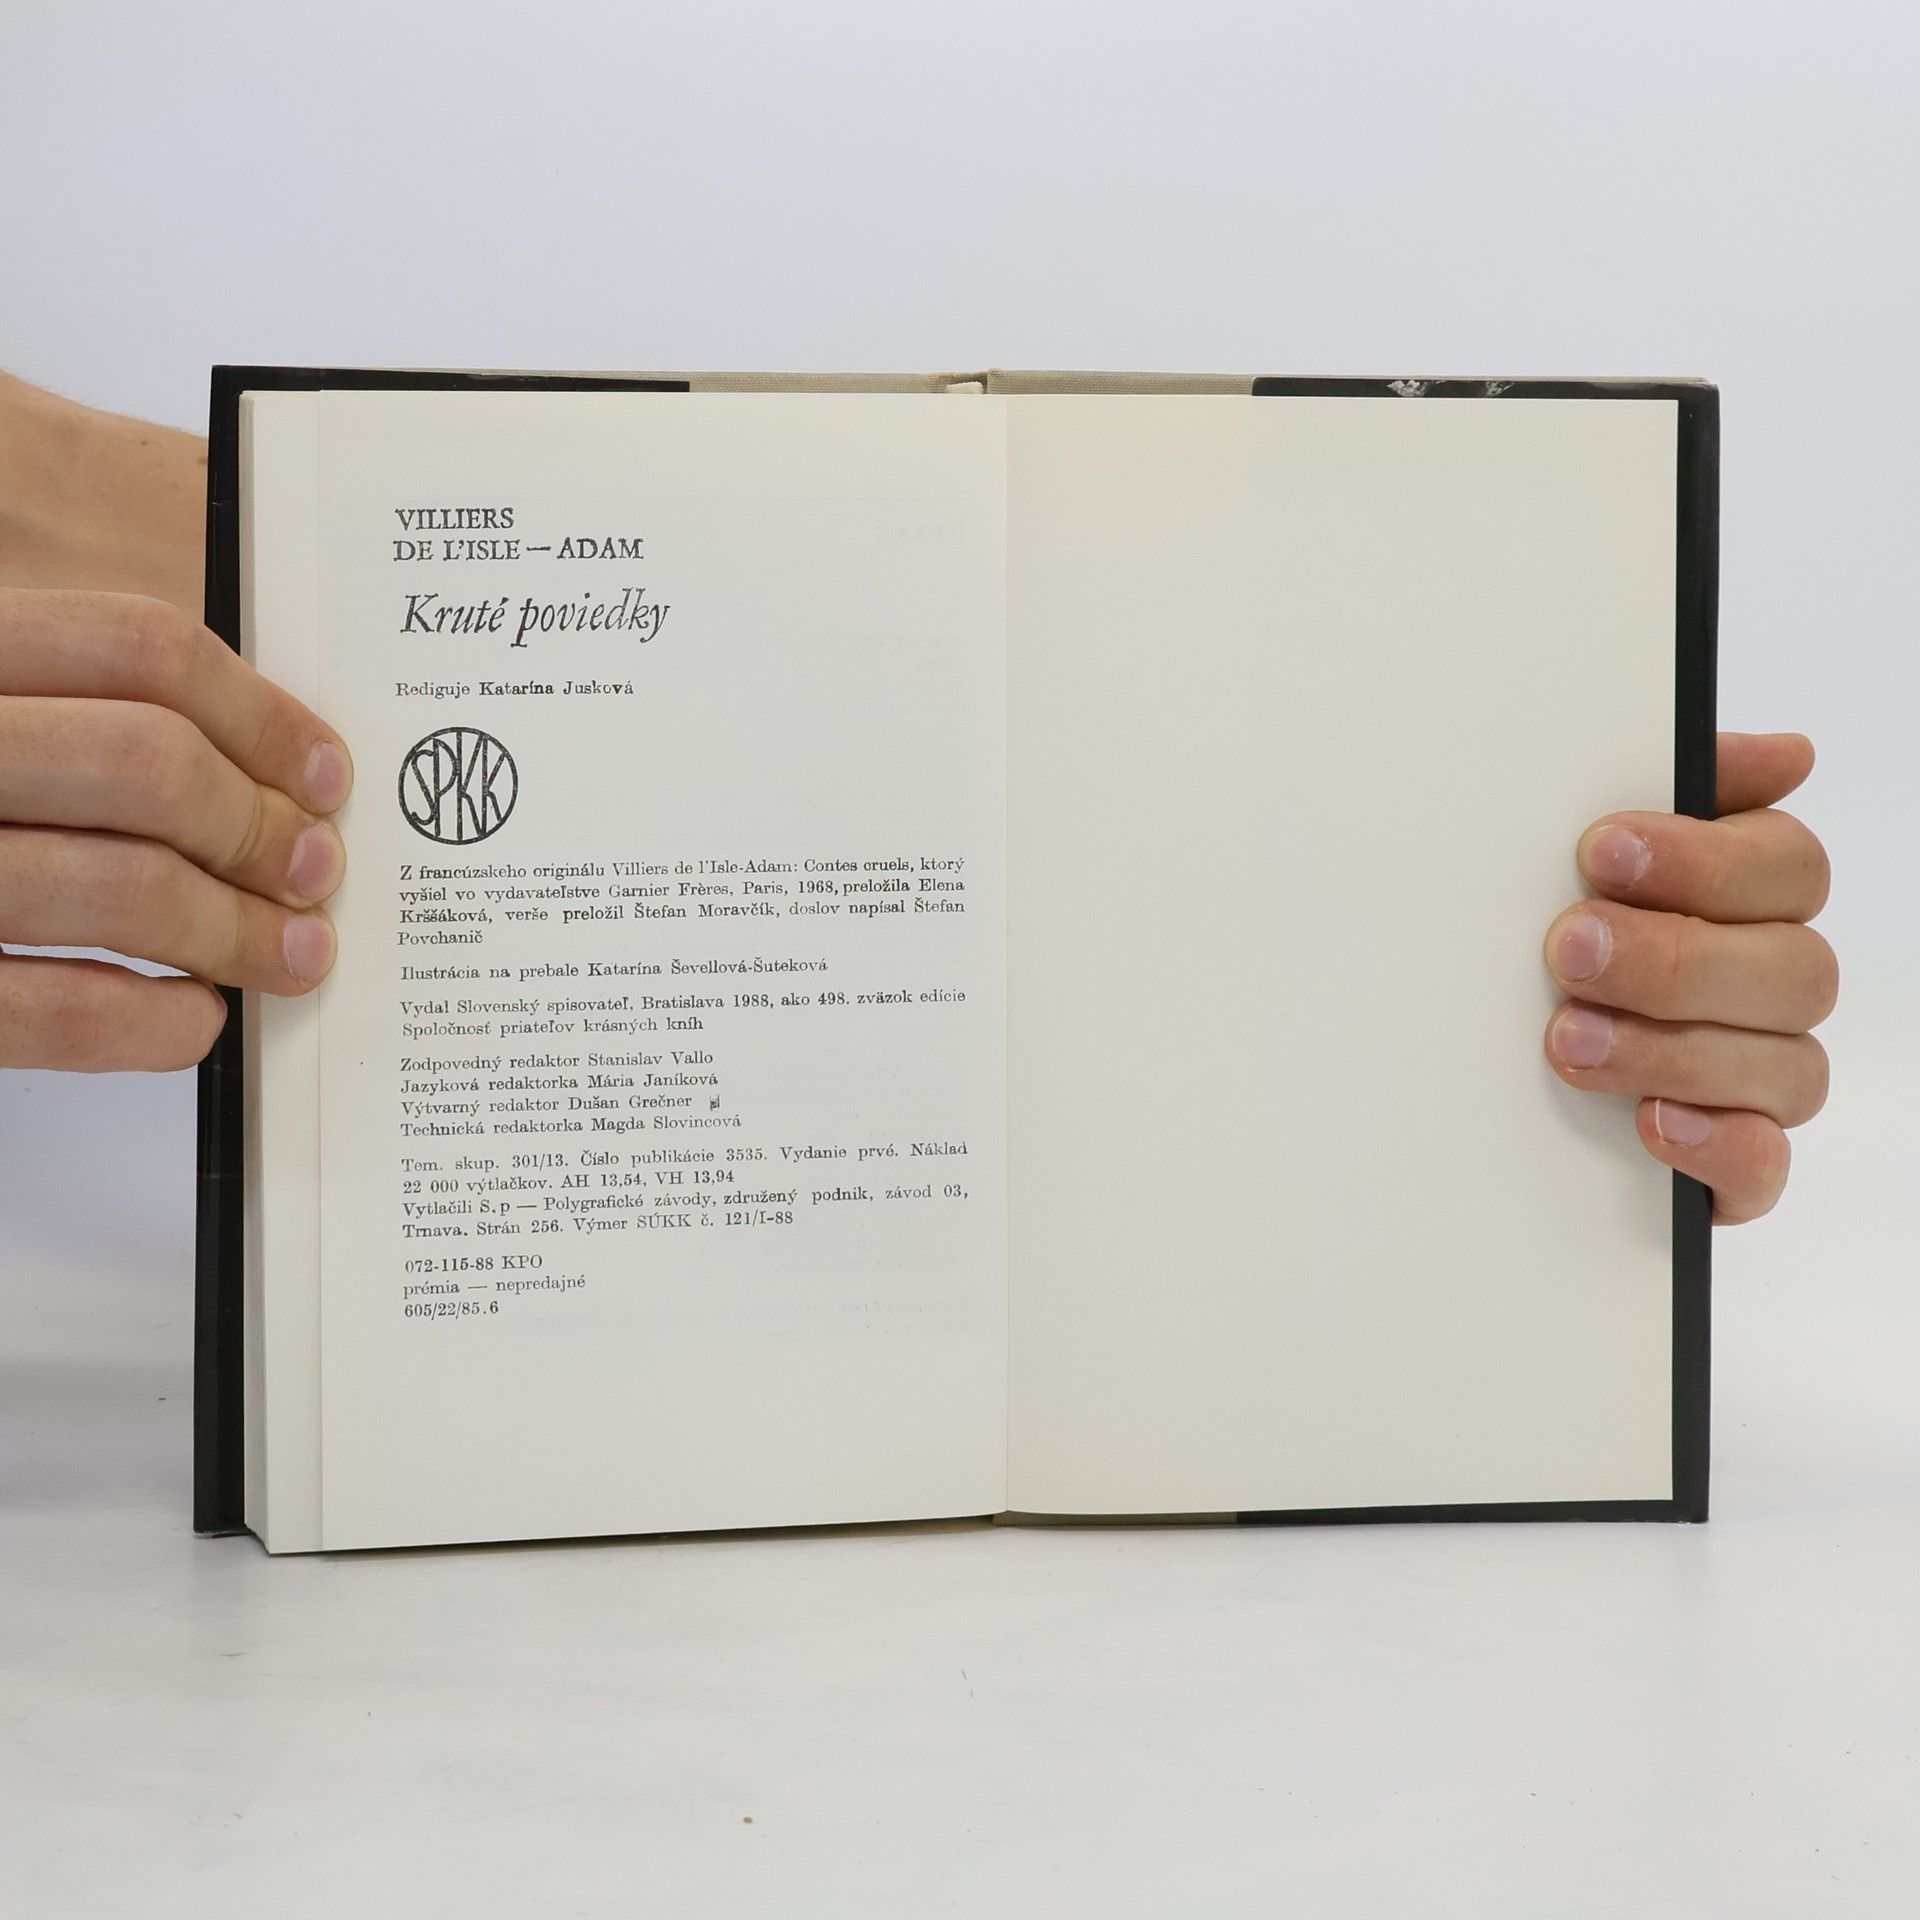 VILLIERS
DE L'ISLE — ADAM
Kruté poviedky
Rediguje Katarína Jusková
SPKK
Z francúzskeho originálu Villiers de l'Isle-Adam: Contes cruels, ktorý
vyšiel vo vydavateľstve Garnier Frères, Paris, 1968, preložila Elena
Krššáková, verše preložil Štefan Moravčík, doslov napísal Štefan
Povchanič
Ilustrácia na prebale Katarína Ševellová-Šuteková
Vydal Slovenský spisovateľ, Bratislava 1988, ako 498. zväzok edície
Spoločnosť priateľov krásných kníh
Zodpovedný redaktor Stanislav Vallo
Jazyková redaktorka Mária Janíková
Výtvarný redaktor Dušan Grečner
Technická redaktorka Magda Slovincová
Tem. skup. 301/13. Číslo publikácie 3535. Vydanie prvé. Náklad
22 000 výtlačkov. AH 13,54, VH 13,94
Vytlačili S.p — Polygrafické závody, združený podnik, závod 03,
Trnava. Strán 256. Výmer SÚKK č. 121/I-88
072-115-88 KPO
prémia — nepredajné
605/22/85.6